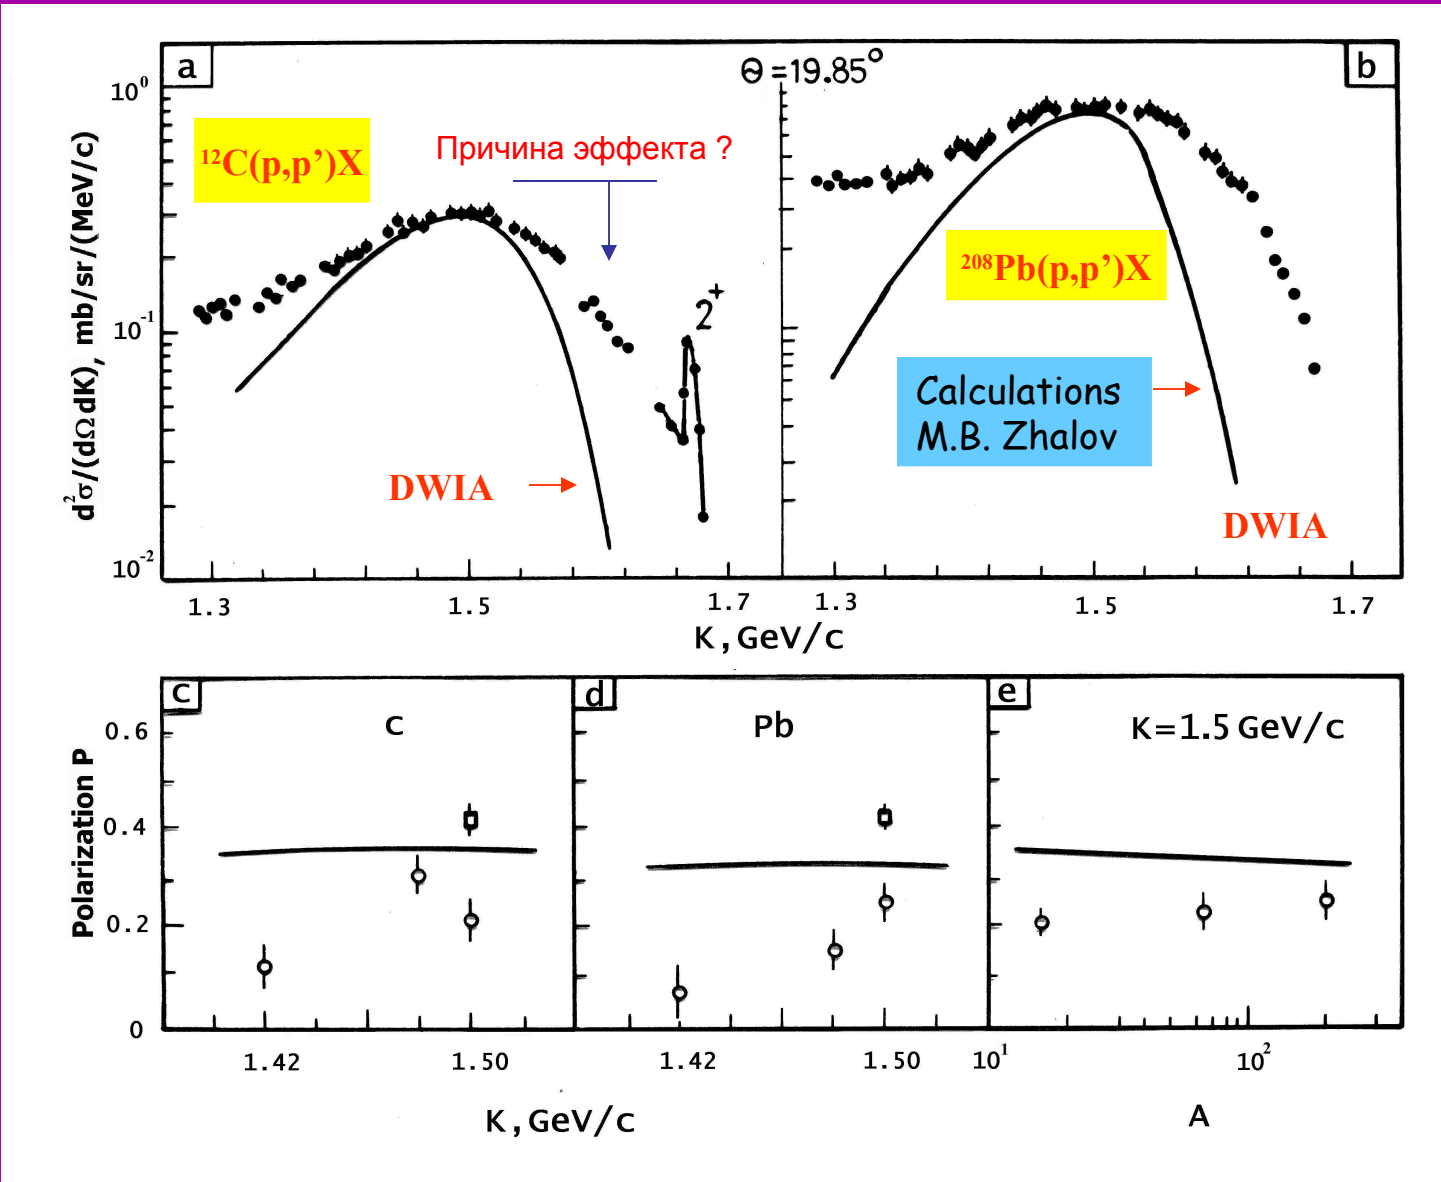 a
Θ=19.85°
b
10⁰
¹²C(p,p’)X
Причина эффекта ?
2⁺
²⁰⁸Pb(p,p’)X
10⁻¹
Calculations
M.B. Zhalov
DWIA
DWIA
10⁻²
d²σ/(dΩdK), mb/sr/(MeV/c)
1.3 1.5 1.7 1.3 1.5 1.7
K,GeV/c
c
d
e
C
Pb
K=1.5 GeV/c
0.6
0.4
0.2
0
Polarization P
1.42 1.50 1.42 1.50 10¹ 10²
K,GeV/c
A